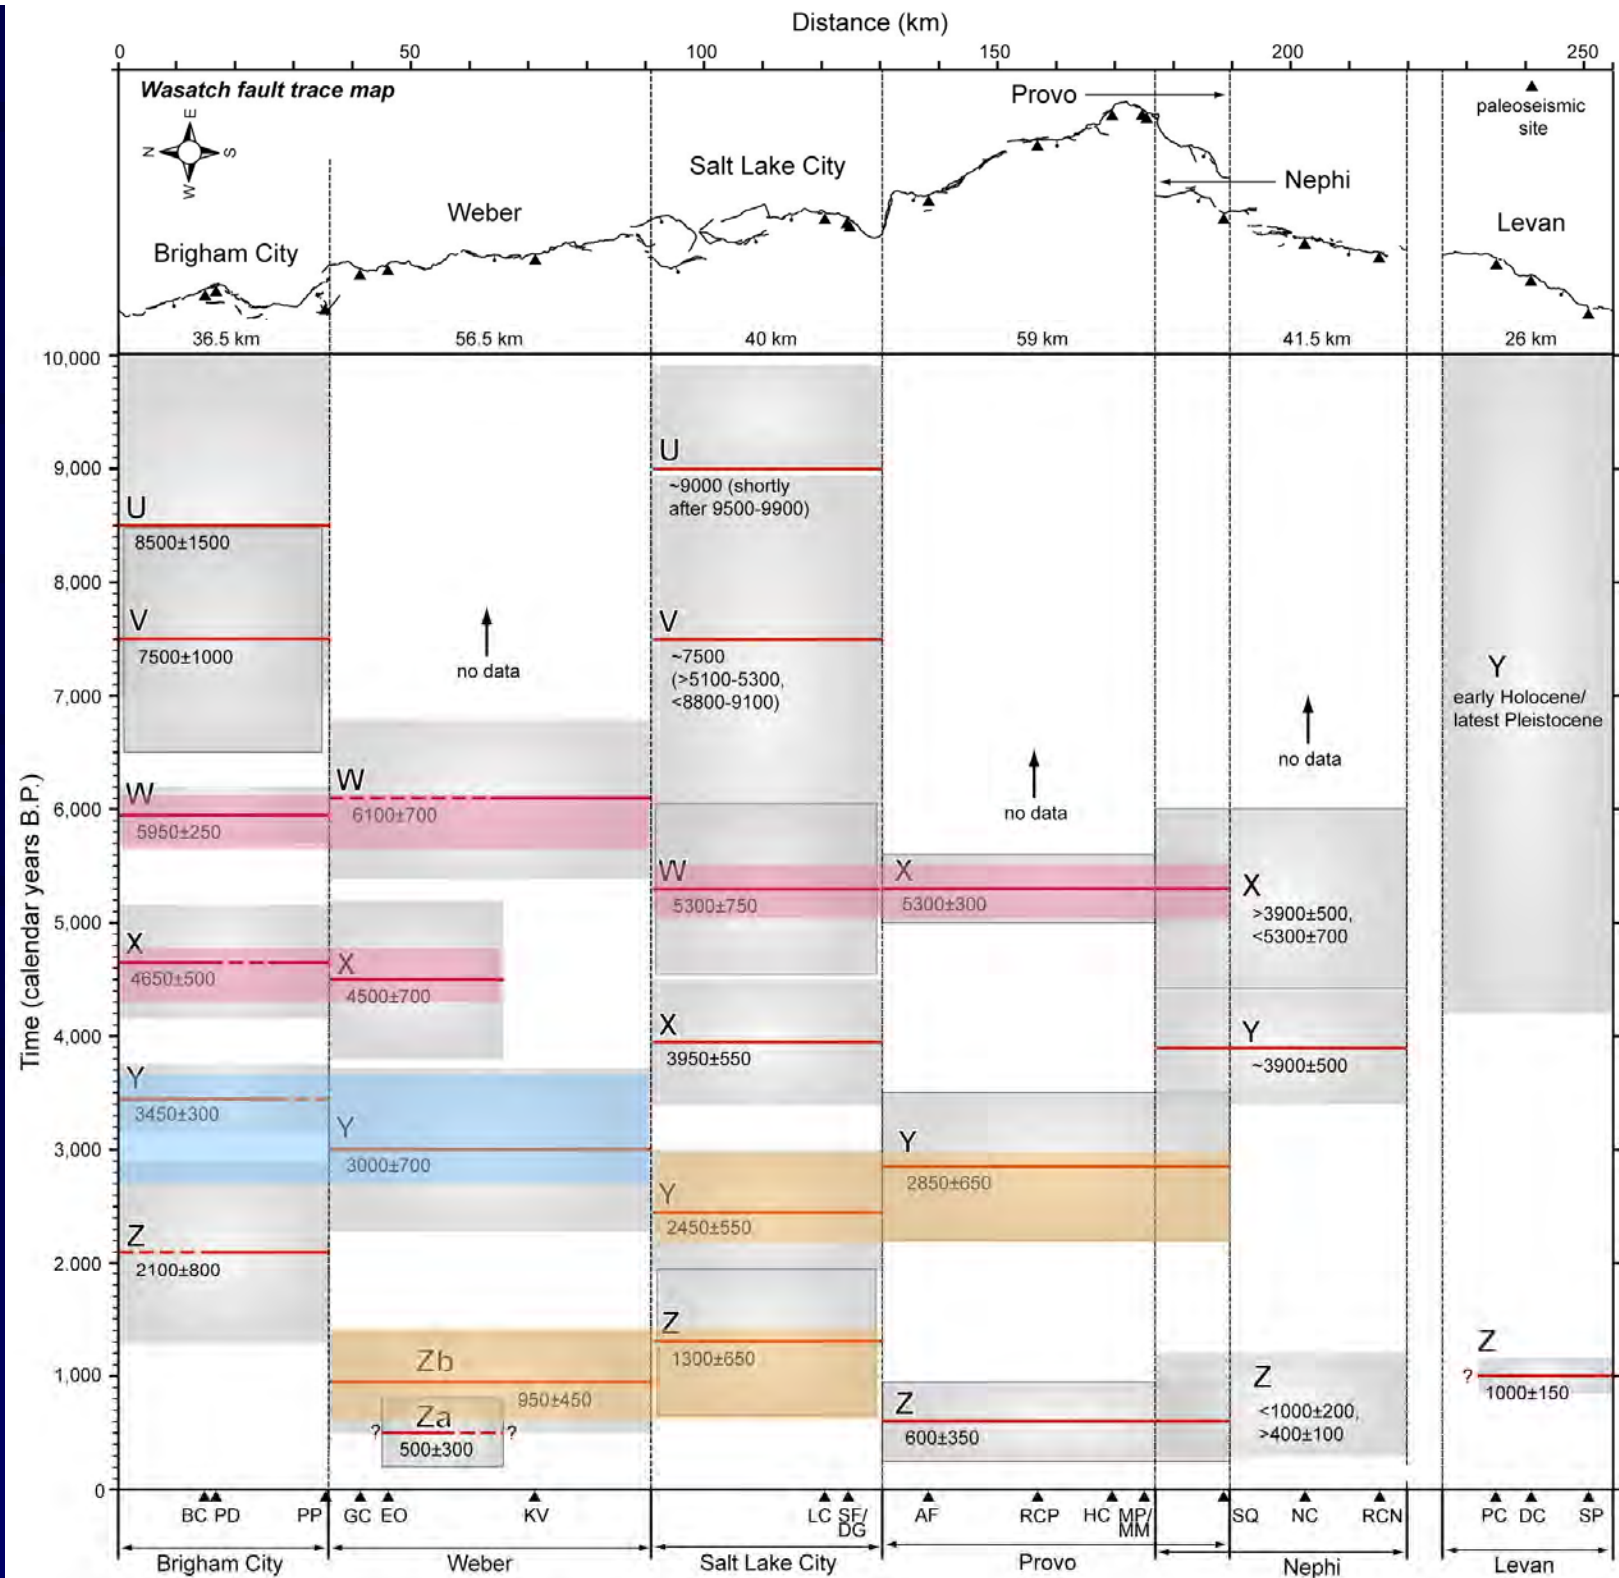 Distance (km)
0 50 100 150 200 250
Wasatch fault trace map
N E S W
Brigham City
Weber
Salt Lake City
Provo
Nephi
Levan
paleoseismic
site
36.5 km 56.5 km 40 km 59 km 41.5 km 26 km
Time (calendar years B.P.)
10,000
9,000
8,000
7,000
6,000
5,000
4,000
3,000
2.000
1,000
0
U
8500±1500
V
7500±1000
W
5950±250
X
4650±500
Y
3450±300
Z
2100±800
no data
W
6100±700
X
4500±700
Y
3000±700
Zb
950±450
Za
? ?
500±300
U
~9000 (shortly
after 9500-9900)
V
~7500
(>5100-5300,
<8800-9100)
W
5300±750
X
3950±550
Y
2450±550
Z
1300±650
no data
X
5300±300
Y
2850±650
Z
600±350
no data
X
>3900±500,
<5300±700
Y
~3900±500
Z
<1000±200,
>400±100
Y
early Holocene/
latest Pleistocene
Z
?
1000±150
BC PD PP GC EO KV LC SF/ AF RCP HC MP/ SQ NC RCN PC DC SP
DG MM
Brigham City Weber Salt Lake City Provo Nephi Levan